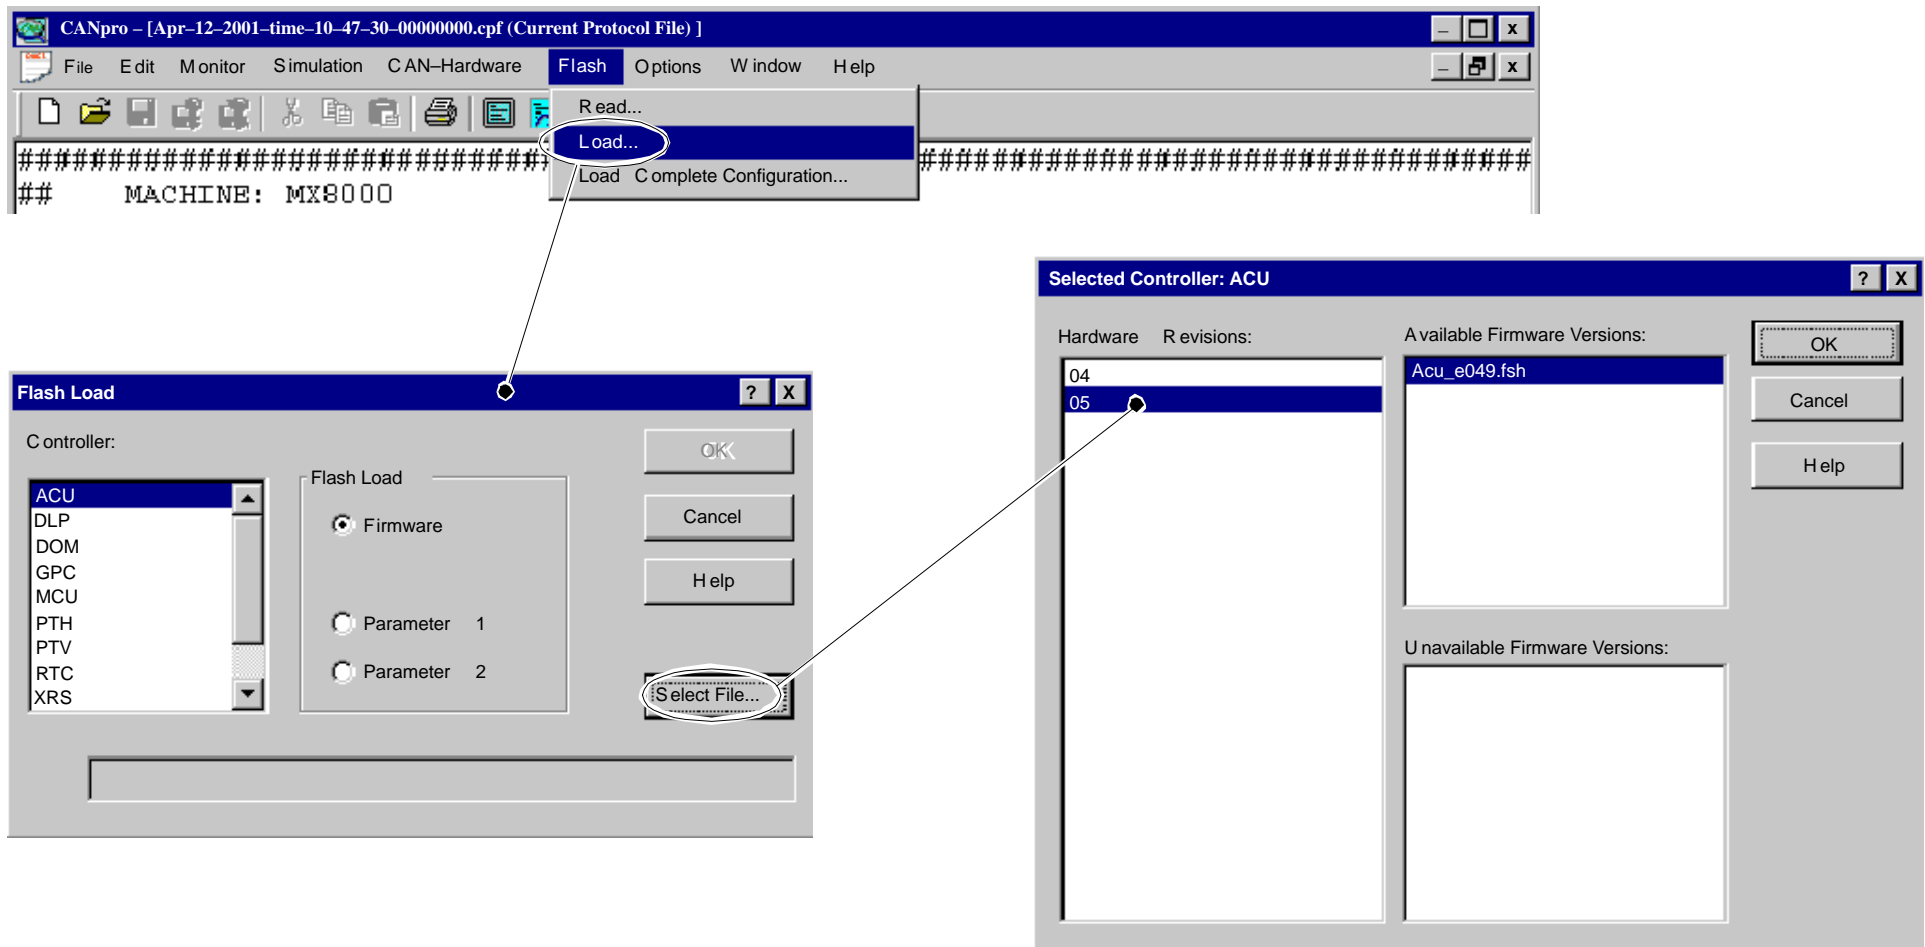 CANpro – [Apr–12–2001–time–10–47–30–00000000.cpf (Current Protocol File) ]
File Edit Monitor Simulation CAN–Hardware Flash Options Window Help
Read...
Load...
Load Complete Configuration...
## MACHINE: MX8000
Flash Load
Controller:
ACU
DLP
DOM
GPC
MCU
PTH
PTV
RTC
XRS
Flash Load
Firmware
Parameter 1
Parameter 2
OK
Cancel
Help
Select File...
Selected Controller: ACU
Hardware Revisions:
04
05
Available Firmware Versions:
Acu_e049.fsh
Unavailable Firmware Versions:
OK
Cancel
Help